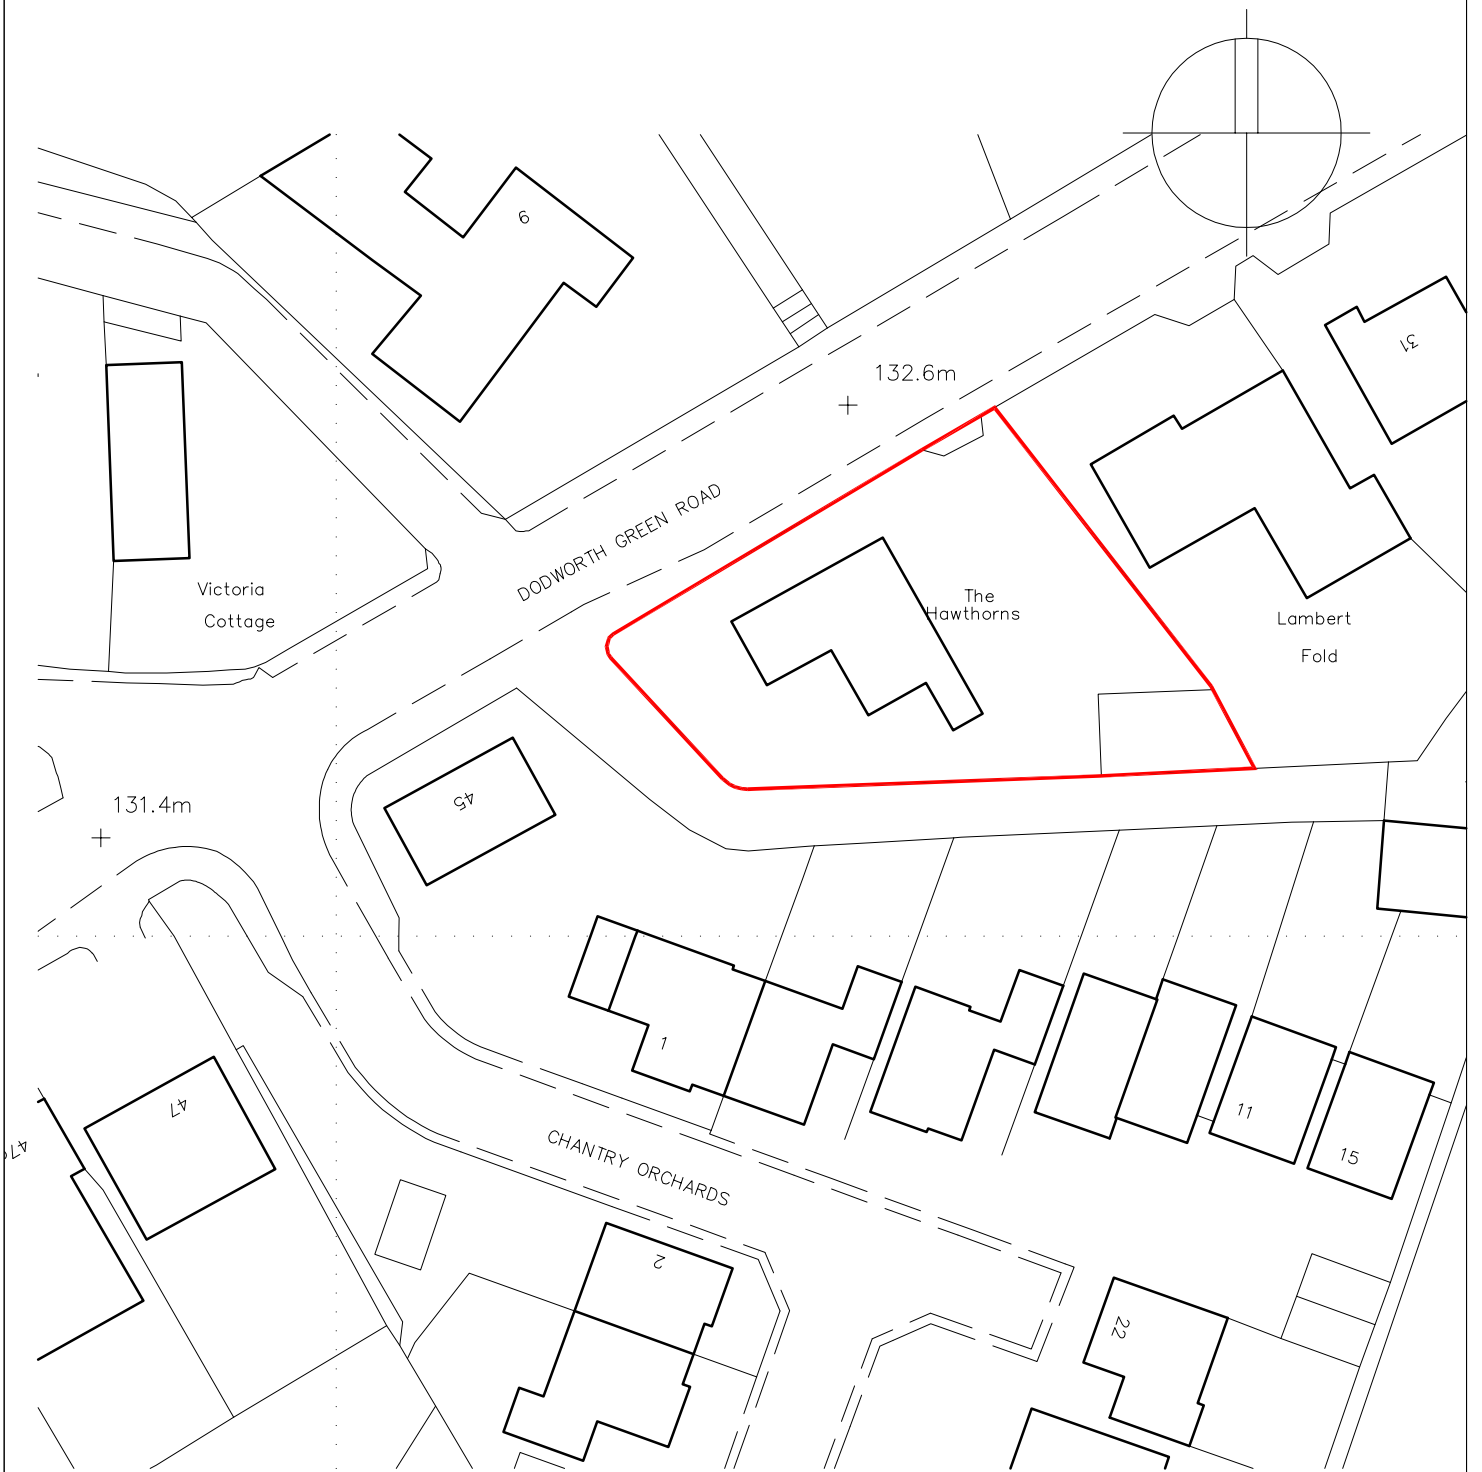 9
31
132.6m
DODWORTH GREEN ROAD
Victoria
Cottage
The
Hawthorns
Lambert
Fold
131.4m
45
1
47
11
15
CHANTRY ORCHARDS
2
22